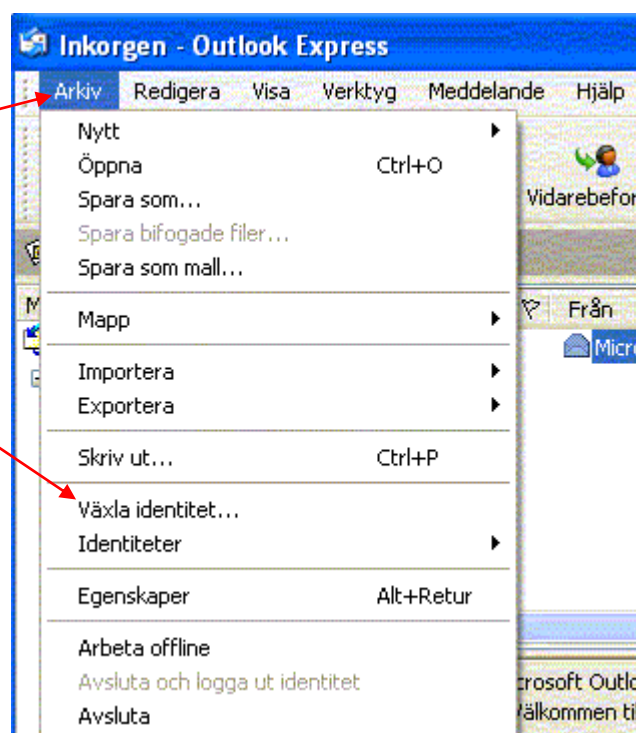 Inkorgen - Outlook Express
Arkiv Redigera Visa Verktyg Meddelande Hjälp
Nytt
Öppna Ctrl+O
Spara som...
Spara bifogade filer...
Spara som mall...
Mapp
Importera
Exportera
Skriv ut... Ctrl+P
Växla identitet...
Identiteter
Egenskaper Alt+Retur
Arbeta offline
Avsluta och logga ut identitet
Avsluta
Vidarebefor
Från
Micro
crosoft Outlo
Välkommen til